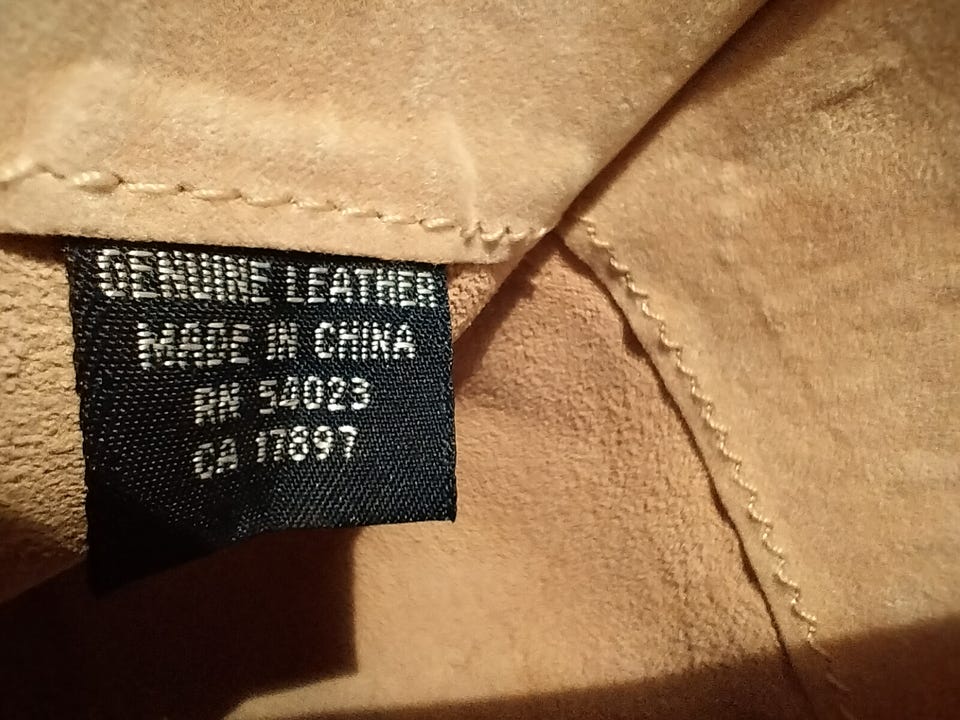 GENUINE LEATHER
MADE IN CHINA
RN 54023
CA 17897